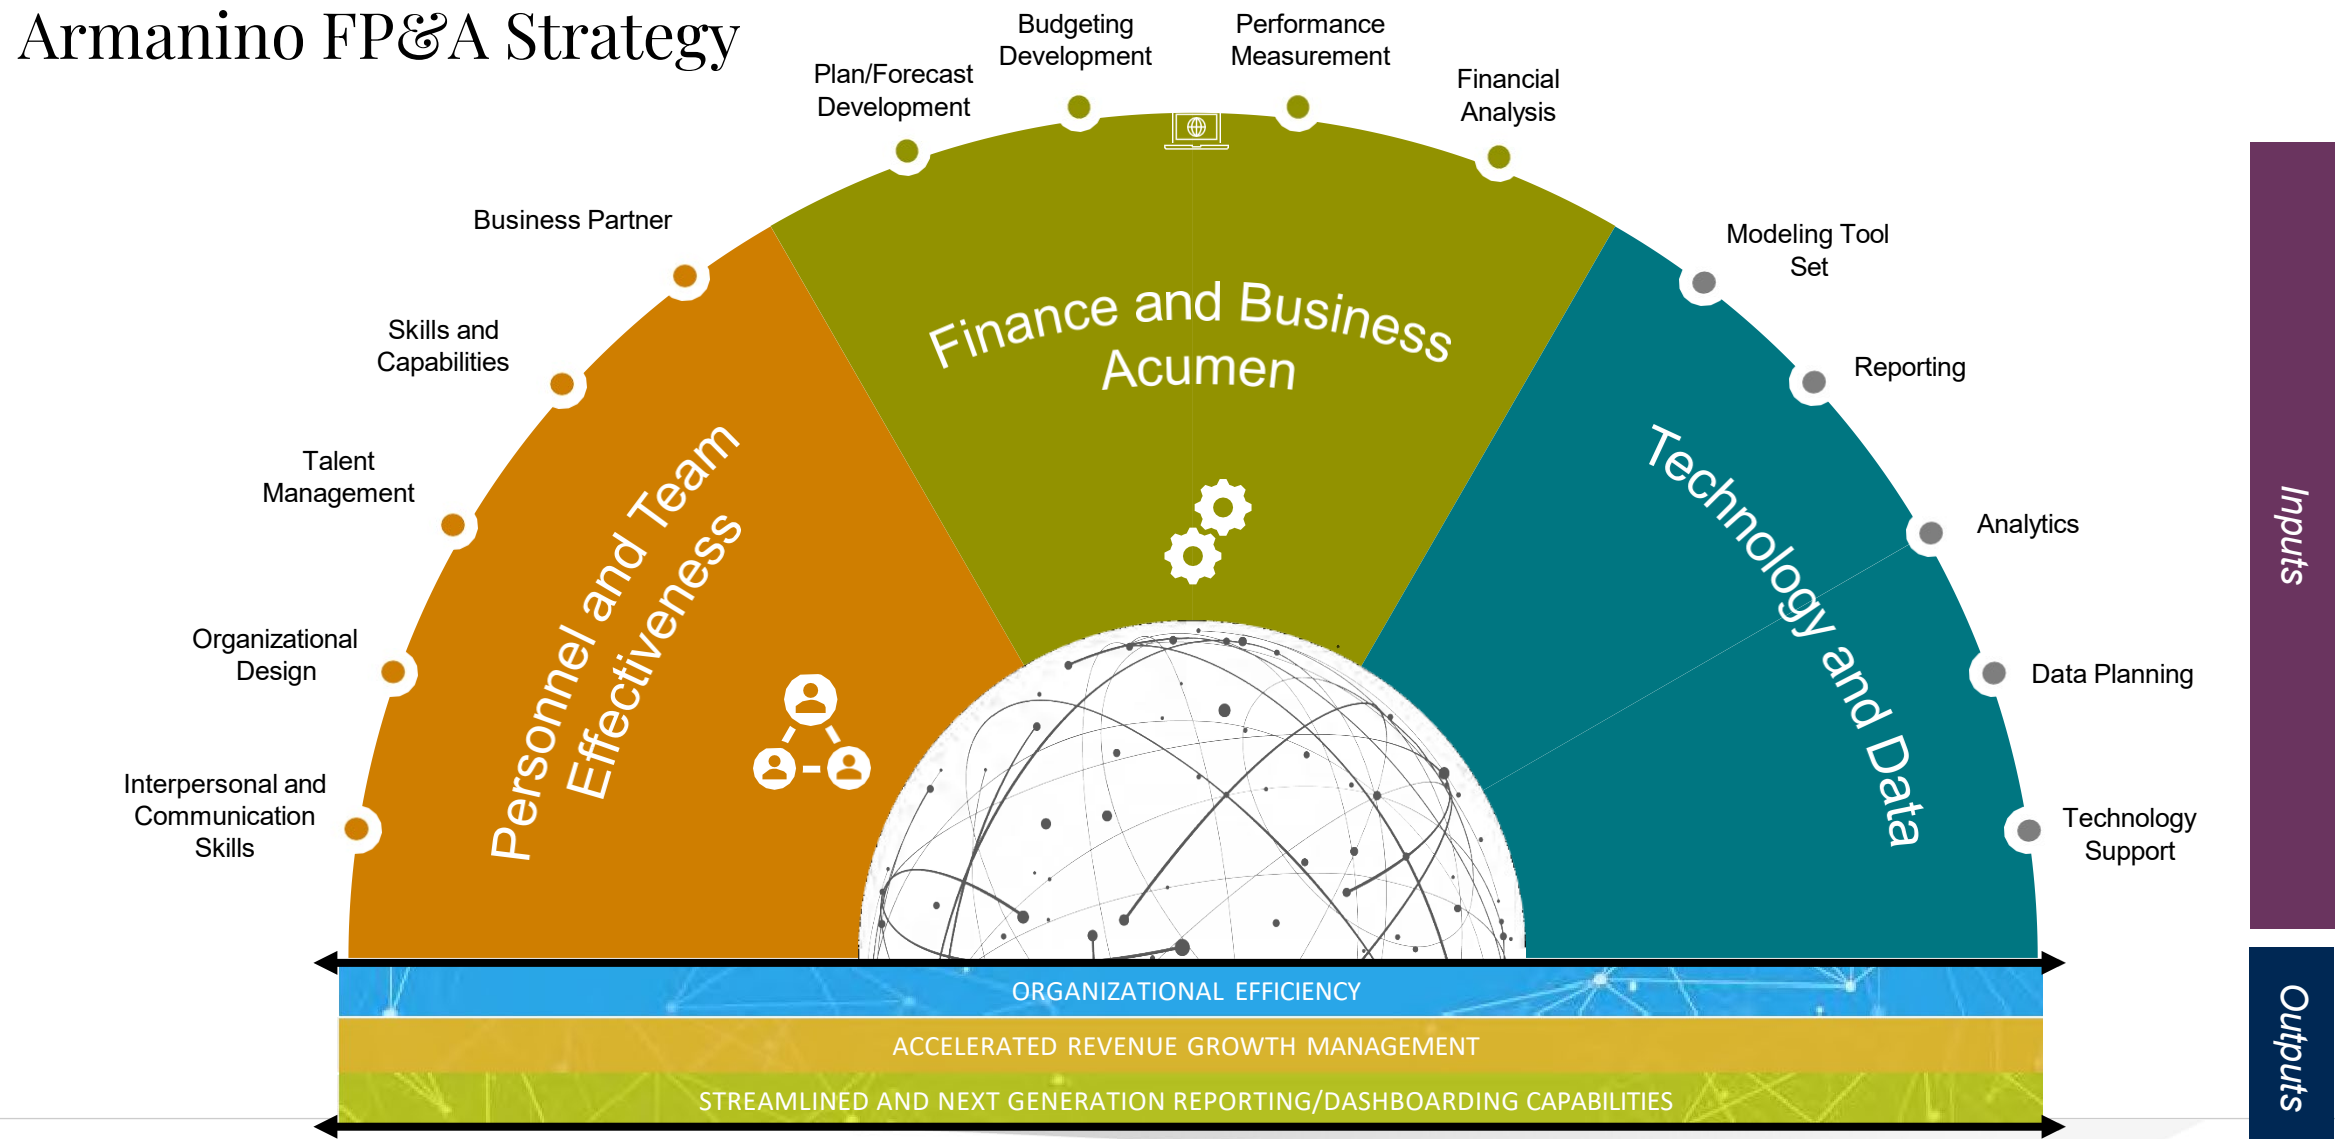 Armanino FP&A Strategy
Budgeting
Development
Performance
Measurement
Plan/Forecast
Development
Financial
Analysis
Business Partner
Modeling Tool
Set
Skills and
Capabilities
Reporting
Talent
Management
Analytics
Organizational
Design
Data Planning
Interpersonal and
Communication
Skills
Technology
Support
Personnel and Team
Effectiveness
Finance and Business
Acumen
Technology and Data
Inputs
ORGANIZATIONAL EFFICIENCY
ACCELERATED REVENUE GROWTH MANAGEMENT
STREAMLINED AND NEXT GENERATION REPORTING/DASHBOARDING CAPABILITIES
Outputs